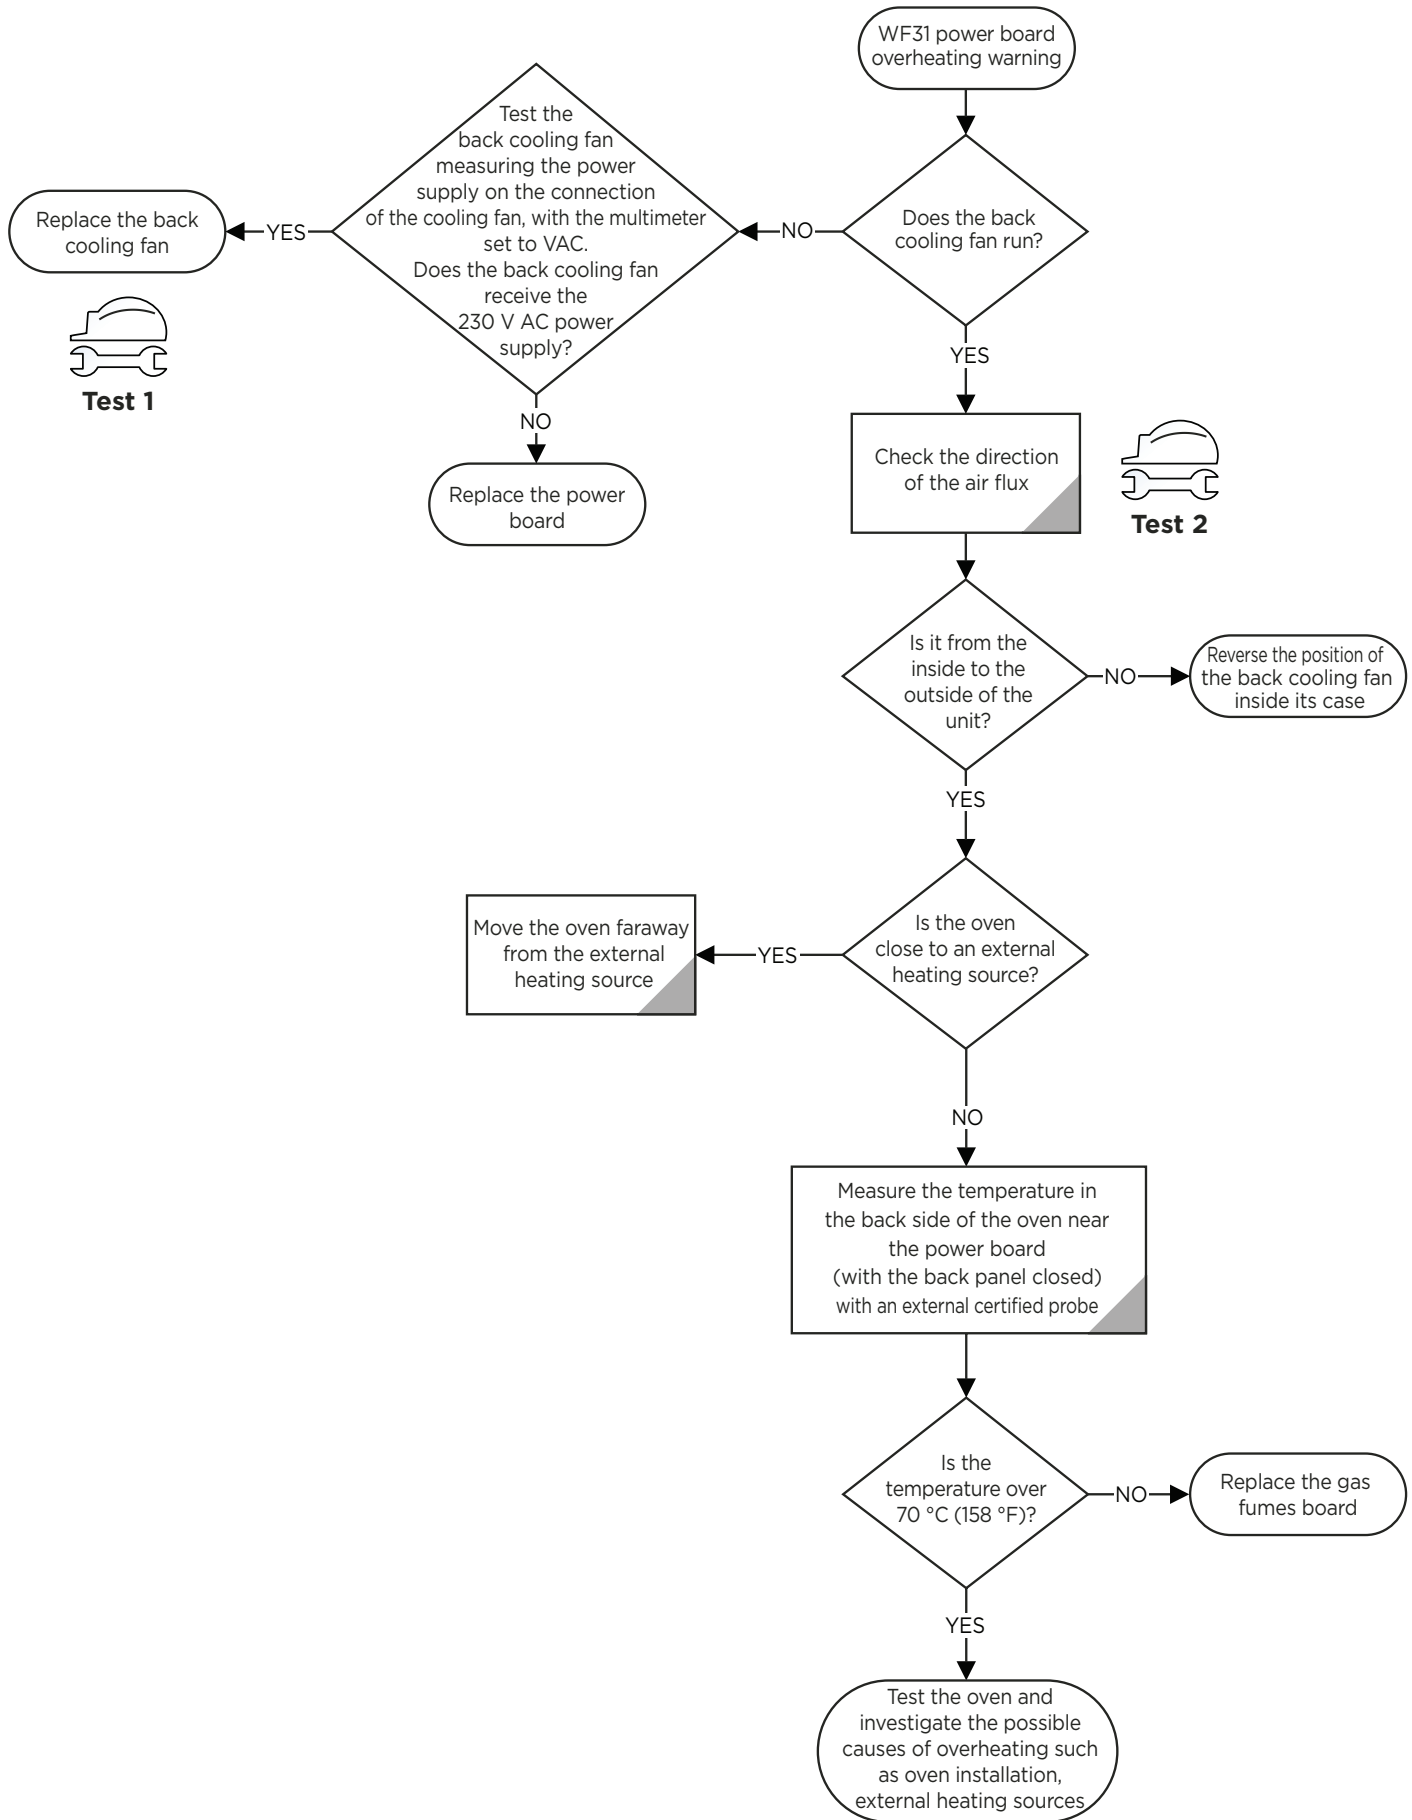 WF31 power board
overheating warning
Does the back
cooling fan run?
NO
Test the
back cooling fan
measuring the power
supply on the connection
of the cooling fan, with the multimeter
set to VAC.
Does the back cooling fan
receive the
230 V AC power
supply?
YES
Replace the back
cooling fan
Test 1
NO
Replace the power
board
YES
Check the direction
of the air flux
Test 2
Is it from the
inside to the
outside of the
unit?
NO
Reverse the position of
the back cooling fan
inside its case
YES
Is the oven
close to an external
heating source?
YES
Move the oven faraway
from the external
heating source
NO
Measure the temperature in
the back side of the oven near
the power board
(with the back panel closed)
with an external certified probe
Is the
temperature over
70 °C (158 °F)?
NO
Replace the gas
fumes board
YES
Test the oven and
investigate the possible
causes of overheating such
as oven installation,
external heating sources